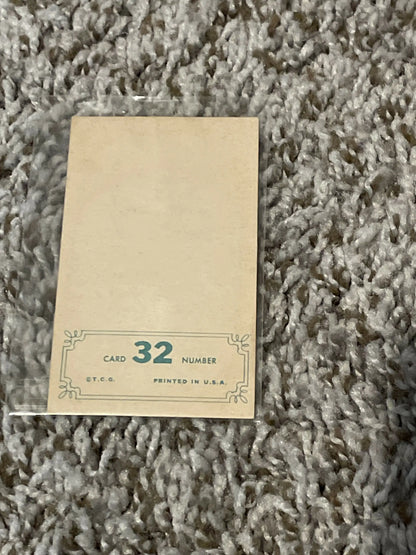 CARD 32 NUMBER
©T.C.G. PRINTED IN U.S.A.